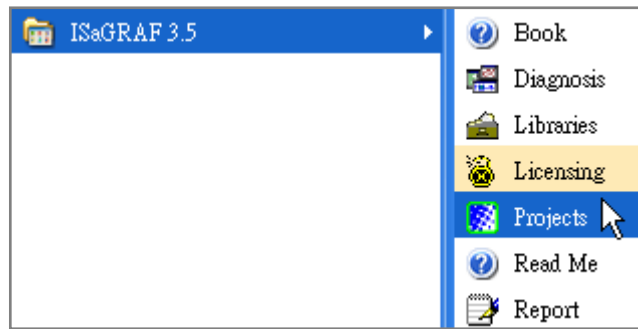 ISaGRAF 3.5
Book
Diagnosis
Libraries
Licensing
Projects
Read Me
Report